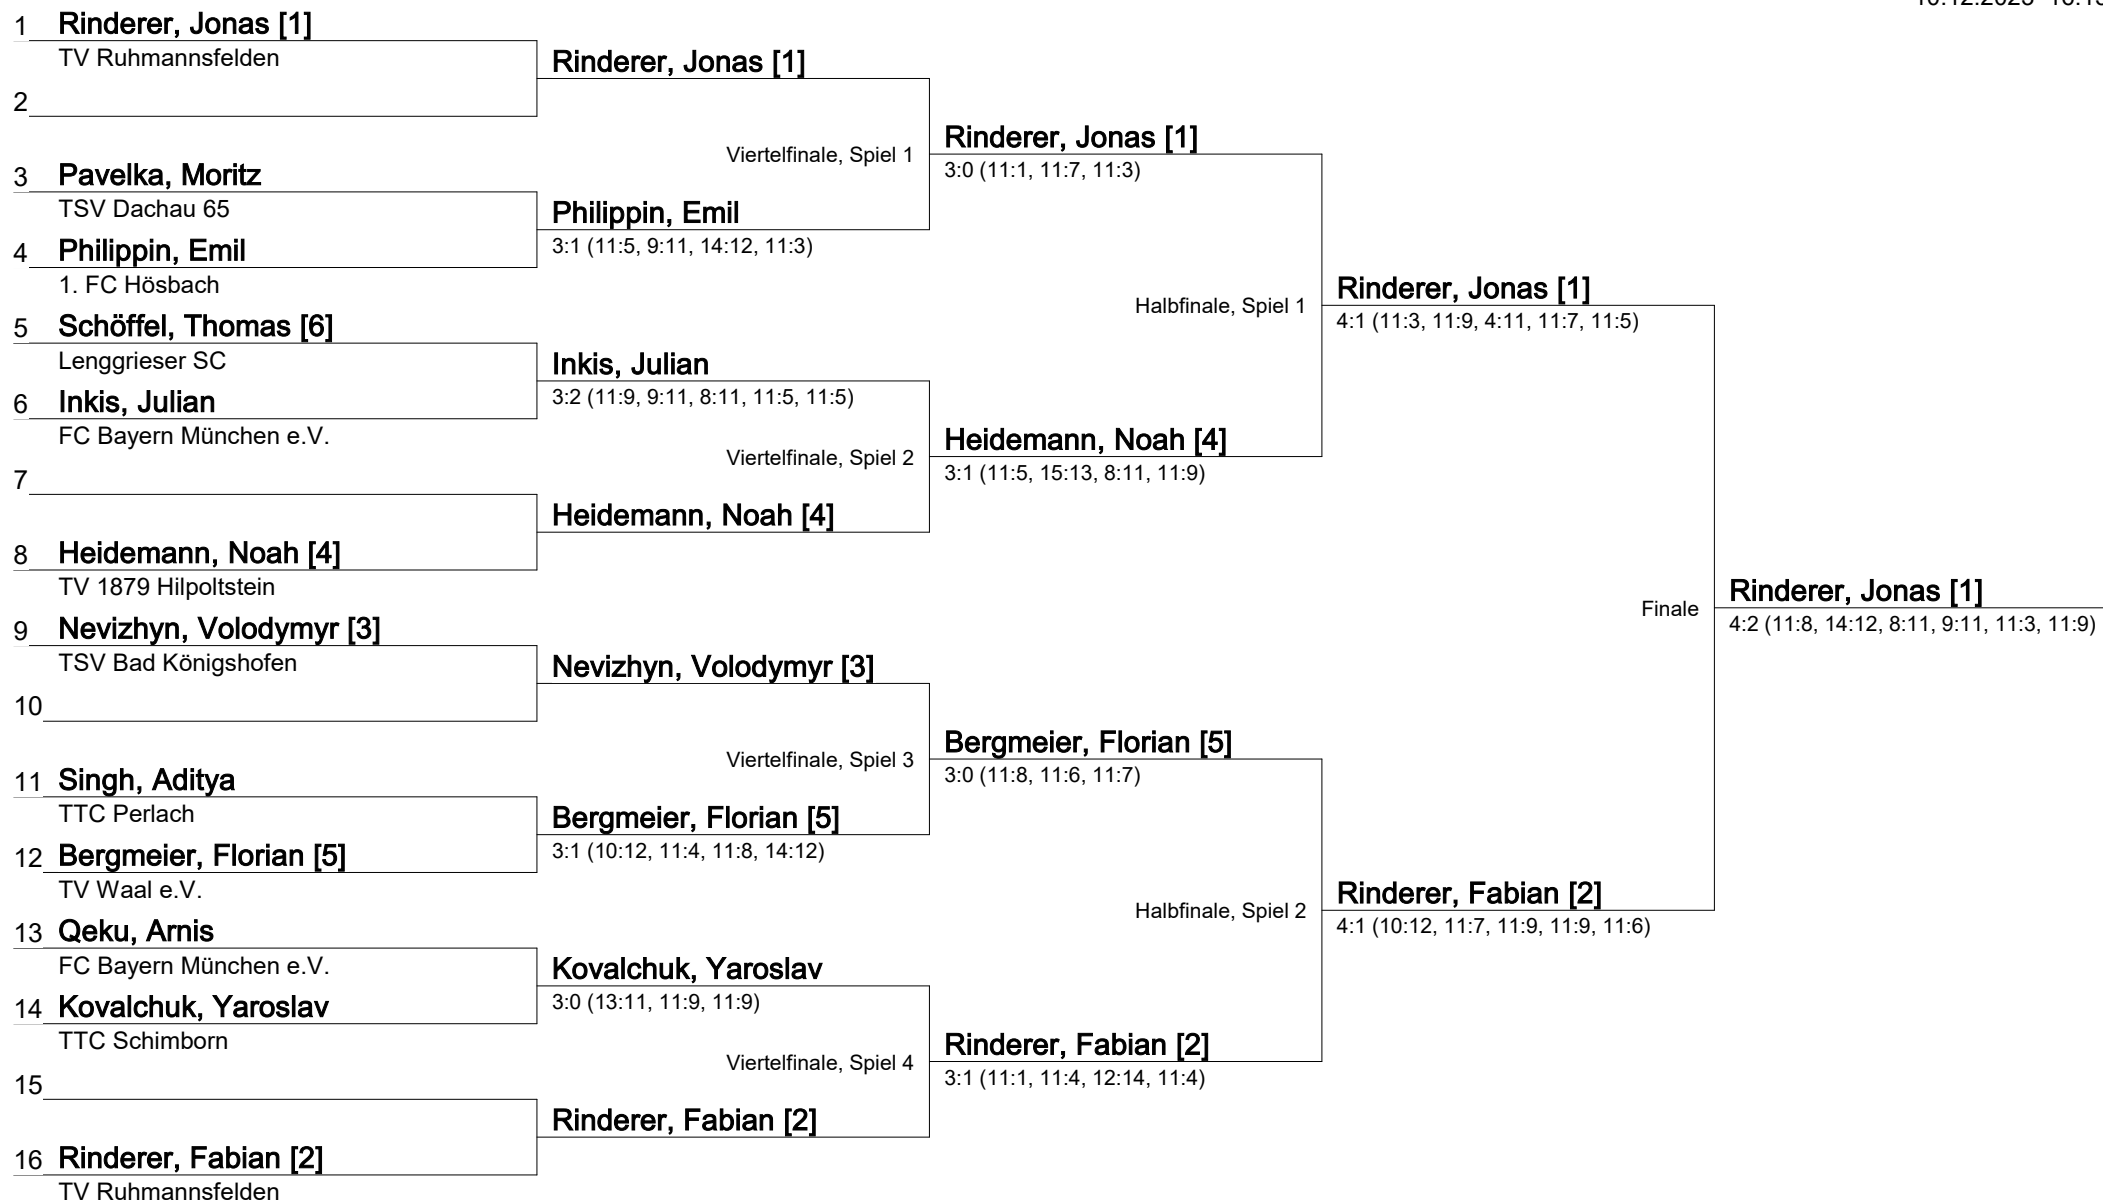 1 Rinderer, Jonas [1]
TV Ruhmannsfelden
Rinderer, Jonas [1]
2
Rinderer, Jonas [1]
Viertelfinale, Spiel 1
3:0 (11:1, 11:7, 11:3)
3 Pavelka, Moritz
TSV Dachau 65
Philippin, Emil
3:1 (11:5, 9:11, 14:12, 11:3)
4 Philippin, Emil
1. FC Hösbach
Rinderer, Jonas [1]
Halbfinale, Spiel 1
4:1 (11:3, 11:9, 4:11, 11:7, 11:5)
5 Schöffel, Thomas [6]
Lenggrieser SC
Inkis, Julian
3:2 (11:9, 9:11, 8:11, 11:5, 11:5)
6 Inkis, Julian
FC Bayern München e.V.
Heidemann, Noah [4]
Viertelfinale, Spiel 2
3:1 (11:5, 15:13, 8:11, 11:9)
7
Heidemann, Noah [4]
8 Heidemann, Noah [4]
TV 1879 Hilpoltstein
Rinderer, Jonas [1]
Finale
4:2 (11:8, 14:12, 8:11, 9:11, 11:3, 11:9)
9 Nevizhyn, Volodymyr [3]
TSV Bad Königshofen
Nevizhyn, Volodymyr [3]
10
Bergmeier, Florian [5]
Viertelfinale, Spiel 3
3:0 (11:8, 11:6, 11:7)
11 Singh, Aditya
TTC Perlach
Bergmeier, Florian [5]
3:1 (10:12, 11:4, 11:8, 14:12)
12 Bergmeier, Florian [5]
TV Waal e.V.
Rinderer, Fabian [2]
Halbfinale, Spiel 2
4:1 (10:12, 11:7, 11:9, 11:9, 11:6)
13 Qeku, Arnis
FC Bayern München e.V.
Kovalchuk, Yaroslav
3:0 (13:11, 11:9, 11:9)
14 Kovalchuk, Yaroslav
TTC Schimborn
Rinderer, Fabian [2]
Viertelfinale, Spiel 4
3:1 (11:1, 11:4, 12:14, 11:4)
15
Rinderer, Fabian [2]
16 Rinderer, Fabian [2]
TV Ruhmannsfelden